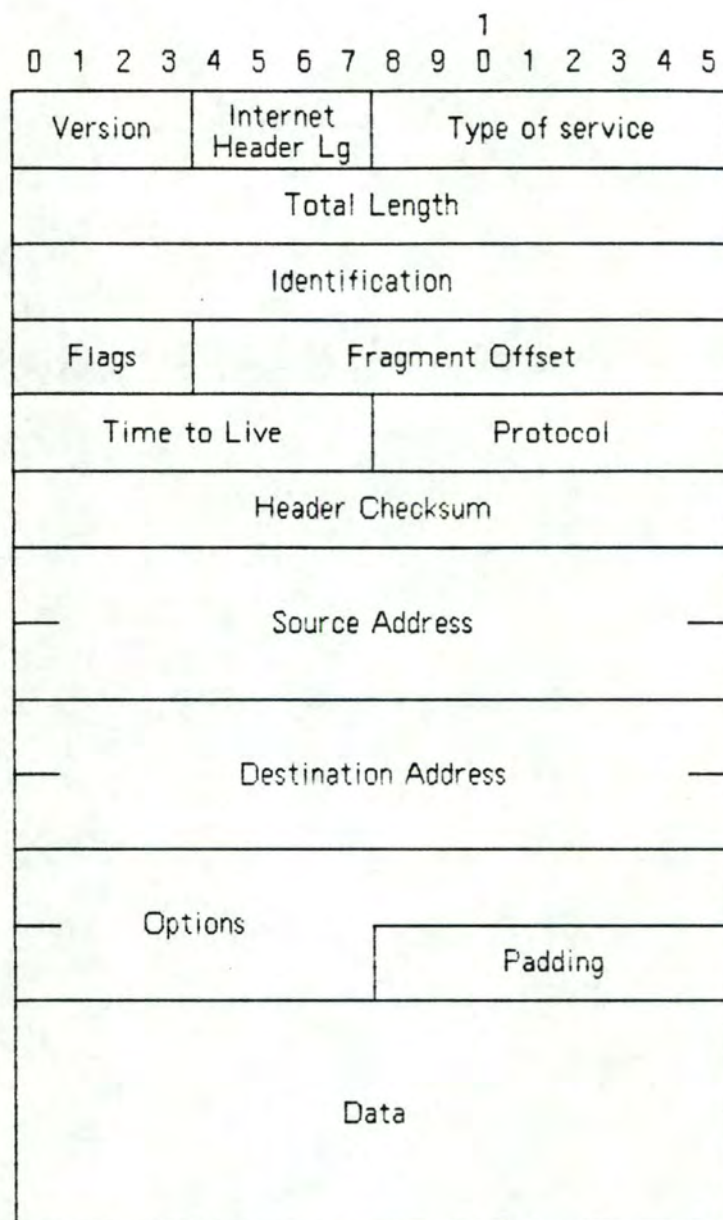 1
0 1 2 3 4 5 6 7 8 9 0 1 2 3 4 5
Version Internet Header Lg Type of service
Total Length
Identification
Flags Fragment Offset
Time to Live Protocol
Header Checksum
Source Address
Destination Address
Options
Padding
Data